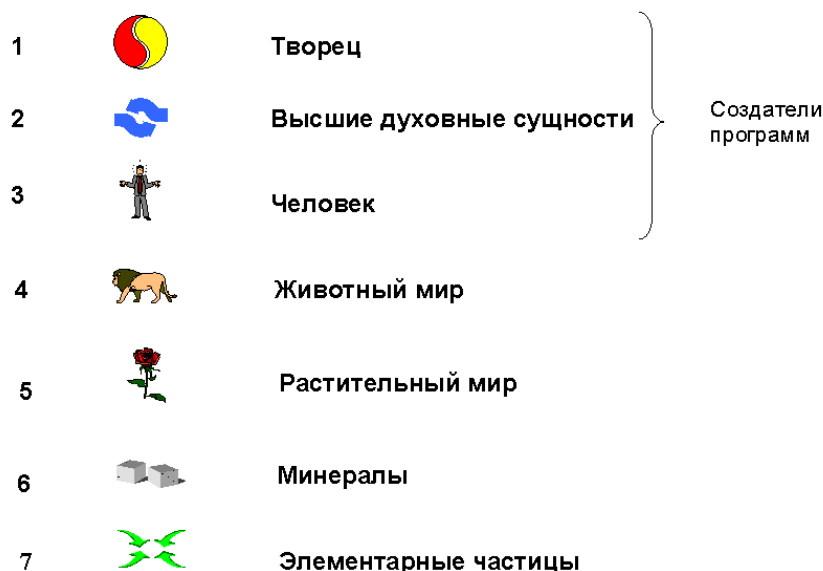 1 Творец
2 Высшие духовные сущности
Создатели
программ
3 Человек
4 Животный мир
5 Растительный мир
6 Минералы
7 Элементарные частицы